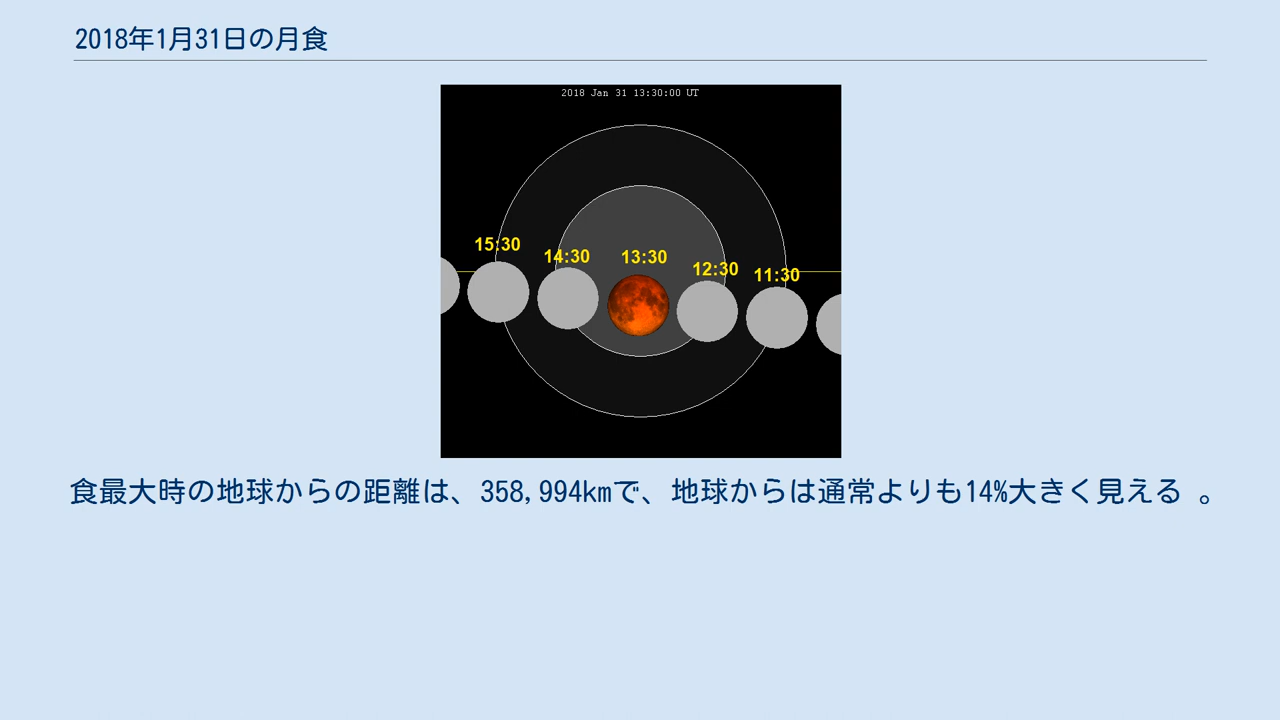 2018年1月31日の月食
2018 Jan 31 13:30:00 UT
15:30
14:30
13:30
12:30
11:30
食最大時の地球からの距離は、358,994kmで、地球からは通常よりも14%大きく見える 。